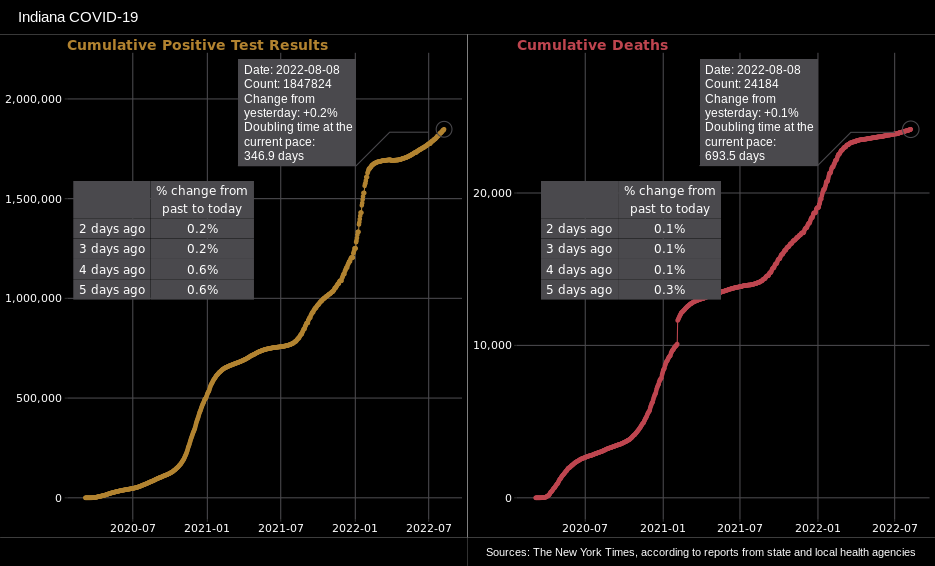 Indiana COVID-19
Cumulative Positive Test Results
Date: 2022-08-08
Count: 1847824
Change from
yesterday: +0.2%
Doubling time at the
current pace:
346.9 days
2,000,000
1,500,000
1,000,000
500,000
0
% change from
past to today
2 days ago 0.2%
3 days ago 0.2%
4 days ago 0.6%
5 days ago 0.6%
2020-07 2021-01 2021-07 2022-01 2022-07
Cumulative Deaths
Date: 2022-08-08
Count: 24184
Change from
yesterday: +0.1%
Doubling time at the
current pace:
693.5 days
20,000
10,000
0
% change from
past to today
2 days ago 0.1%
3 days ago 0.1%
4 days ago 0.1%
5 days ago 0.3%
2020-07 2021-01 2021-07 2022-01 2022-07
Sources: The New York Times, according to reports from state and local health agencies